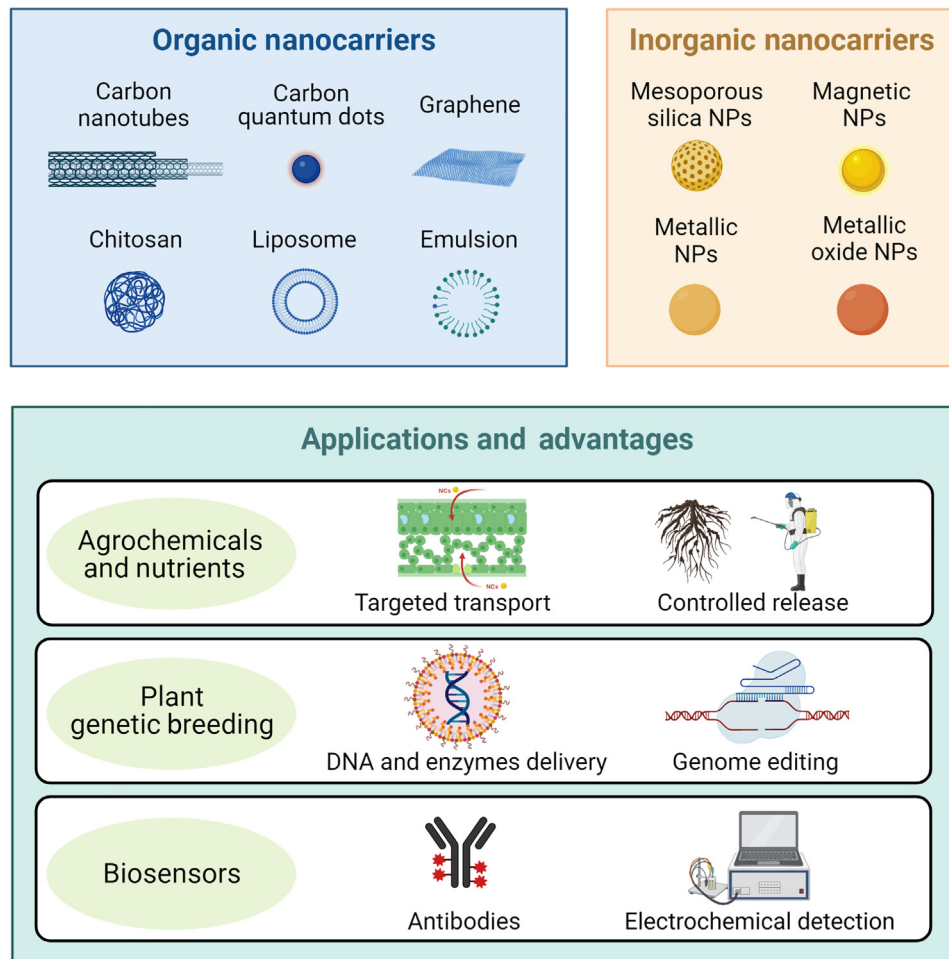 Organic nanocarriers
Carbon
nanotubes
Carbon
quantum dots
Graphene
Chitosan
Liposome
Emulsion
Inorganic nanocarriers
Mesoporous
silica NPs
Magnetic
NPs
Metallic
NPs
Metallic
oxide NPs
Applications and advantages
Agrochemicals
and nutrients
NCs
NCs
Targeted transport
Controlled release
Plant
genetic breeding
DNA and enzymes delivery
Genome editing
Biosensors
Antibodies
Electrochemical detection